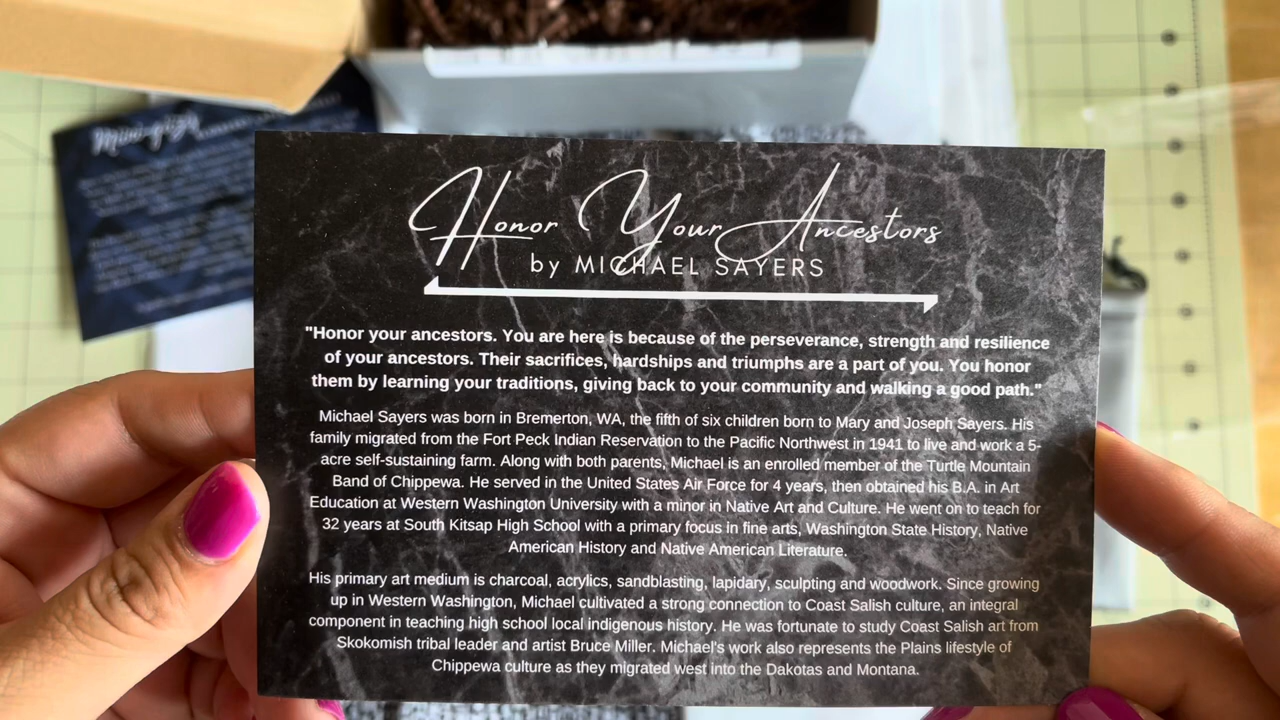 Honor Your Ancestors
by MICHAEL SAYERS
"Honor your ancestors. You are here is because of the perseverance, strength and resilience
of your ancestors. Their sacrifices, hardships and triumphs are a part of you. You honor
them by learning your traditions, giving back to your community and walking a good path."
Michael Sayers was born in Bremerton, WA, the fifth of six children born to Mary and Joseph Sayers. His
family migrated from the Fort Peck Indian Reservation to the Pacific Northwest in 1941 to live and work a 5-
acre self-sustaining farm. Along with both parents, Michael is an enrolled member of the Turtle Mountain
Band of Chippewa. He served in the United States Air Force for 4 years, then obtained his B.A. in Art
Education at Western Washington University with a minor in Native Art and Culture. He went on to teach for
32 years at South Kitsap High School with a primary focus in fine arts, Washington State History, Native
American History and Native American Literature.
His primary art medium is charcoal, acrylics, sandblasting, lapidary, sculpting and woodwork. Since growing
up in Western Washington, Michael cultivated a strong connection to Coast Salish culture, an integral
component in teaching high school local indigenous history. He was fortunate to study Coast Salish art from
Skokomish tribal leader and artist Bruce Miller. Michael's work also represents the Plains lifestyle of
Chippewa culture as they migrated west into the Dakotas and Montana.